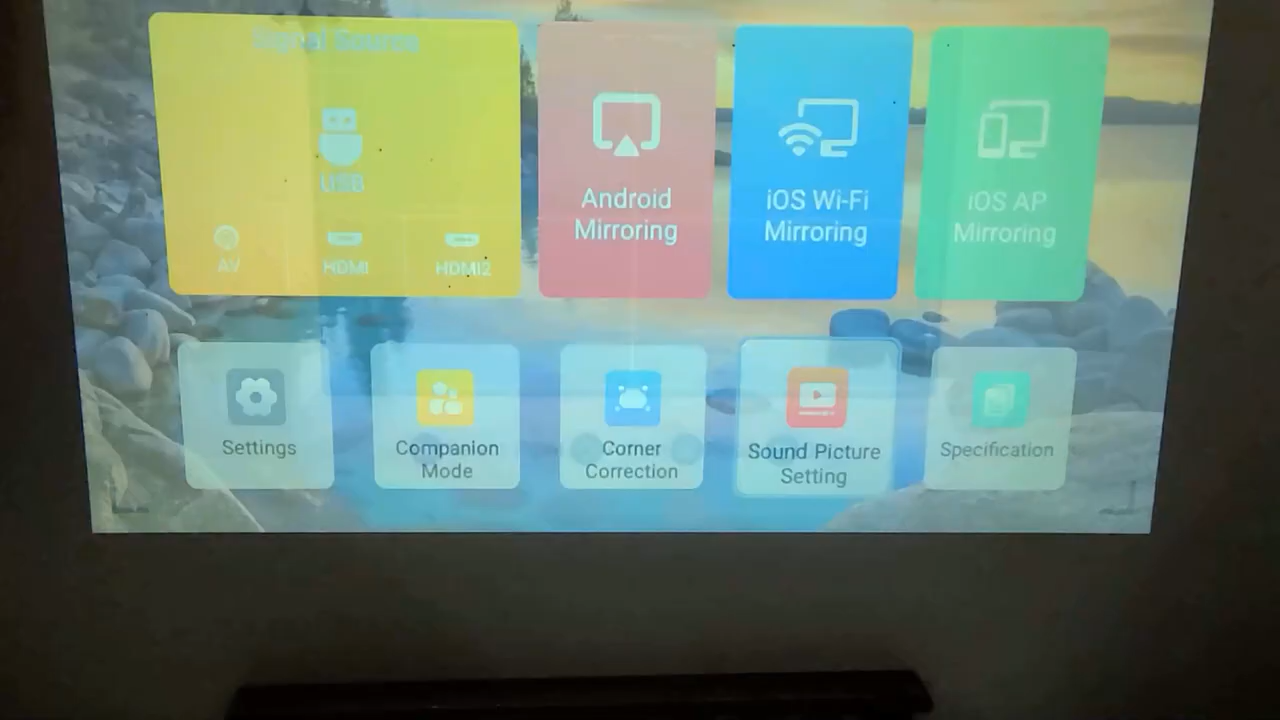 Signal Source
USB
AV
HDMI
HDMI2
Android
Mirroring
iOS Wi-Fi
Mirroring
iOS AP
Mirroring
Settings
Companion
Mode
Corner
Correction
Sound Picture
Setting
Specification